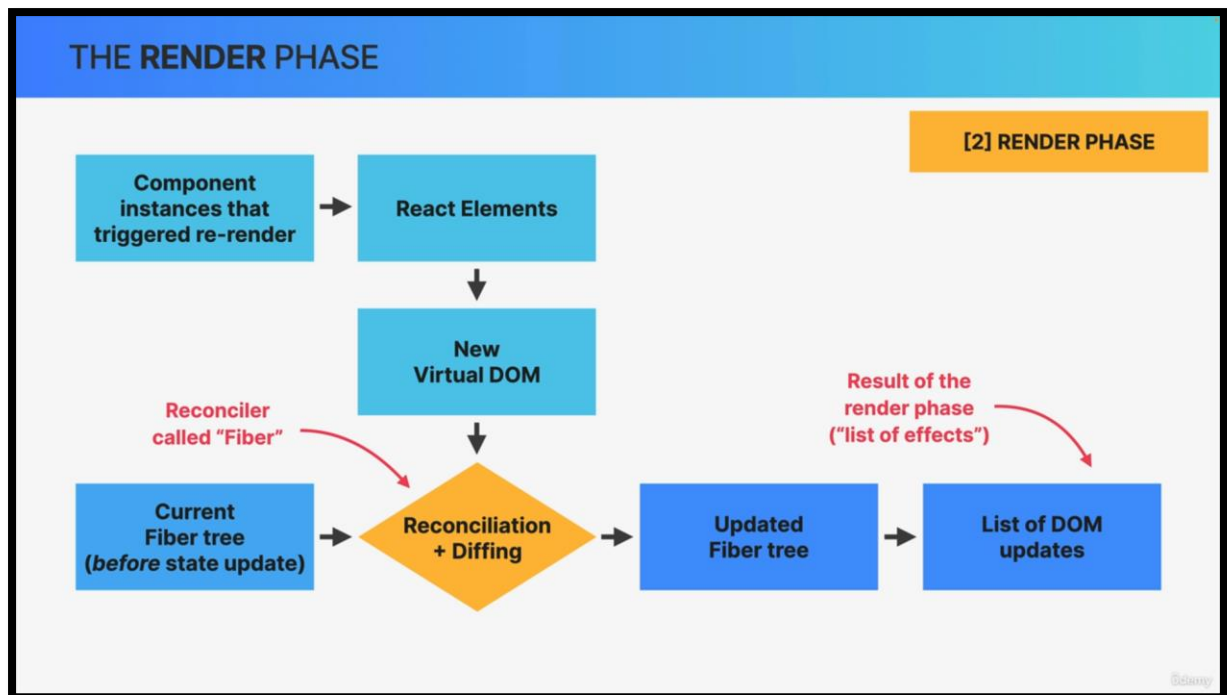 THE RENDER PHASE
[2] RENDER PHASE
Component
instances that
triggered re-render
React Elements
New
Virtual DOM
Reconciler
called “Fiber”
Result of the
render phase
(“list of effects”)
Current
Fiber tree
(before state update)
Reconciliation
+ Diffing
Updated
Fiber tree
List of DOM
updates
ûdemy